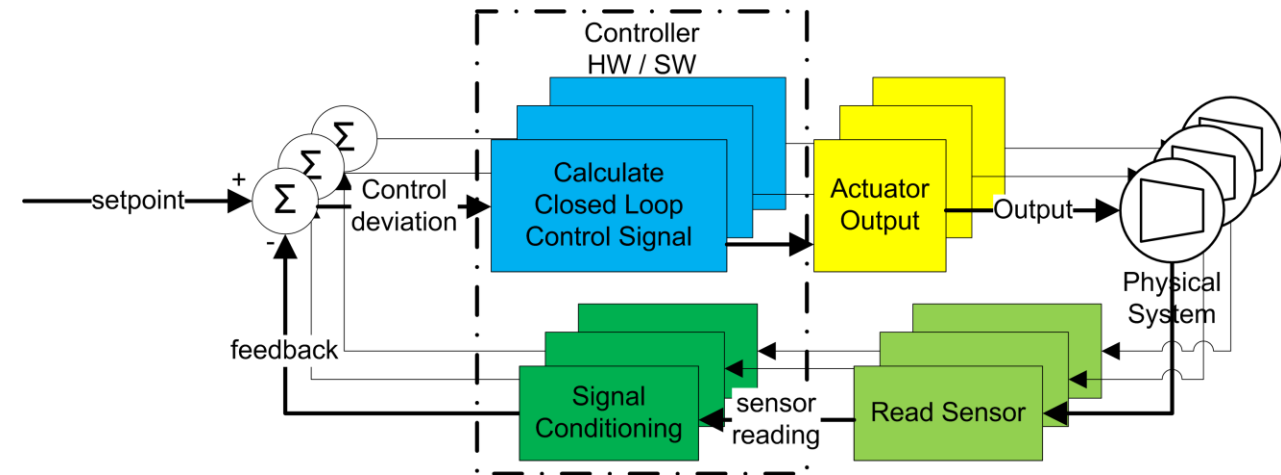 Controller
HW / SW
Σ
Σ
Σ
setpoint
+
-
Control
deviation
Calculate
Closed Loop
Control Signal
Actuator
Output
Output
Physical
System
feedback
Signal
Conditioning
sensor
reading
Read Sensor